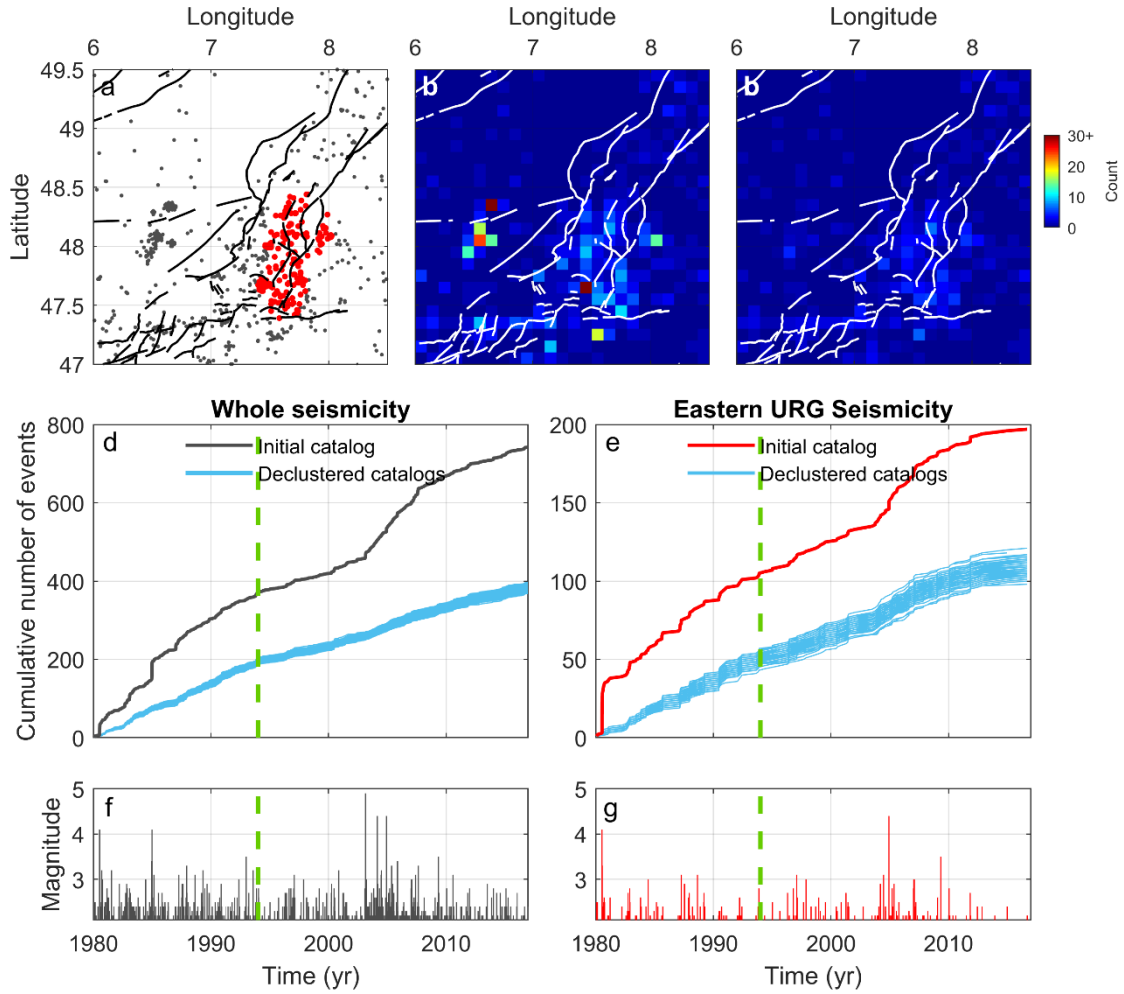 Longitude Longitude Longitude
6 7 8 6 7 8 6 7 8
49.5
49
48.5
48
47.5
47
Latitude
a
b
b
30+
20
10
0
Count
Whole seismicity
800
600
400
200
0
Cumulative number of events
d
Initial catalog
Declustered catalogs
Eastern URG Seismicity
200
150
100
50
0
e
Initial catalog
Declustered catalogs
5
4
3
Magnitude
f
1980 1990 2000 2010
Time (yr)
5
4
3
g
1980 1990 2000 2010
Time (yr)